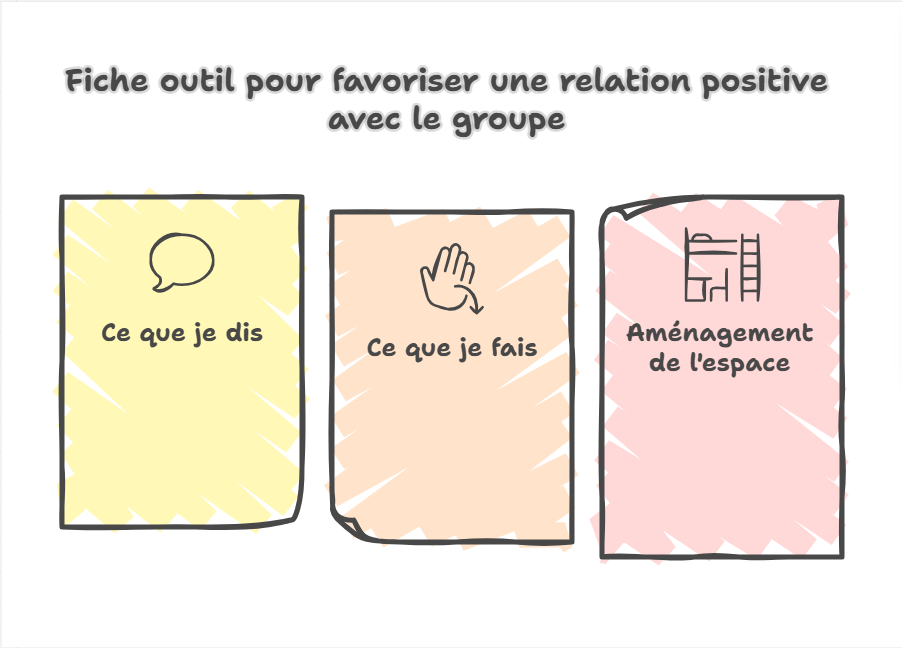 Fiche outil pour favoriser une relation positive
avec le groupe
Ce que je dis
Ce que je fais
Aménagement
de l'espace